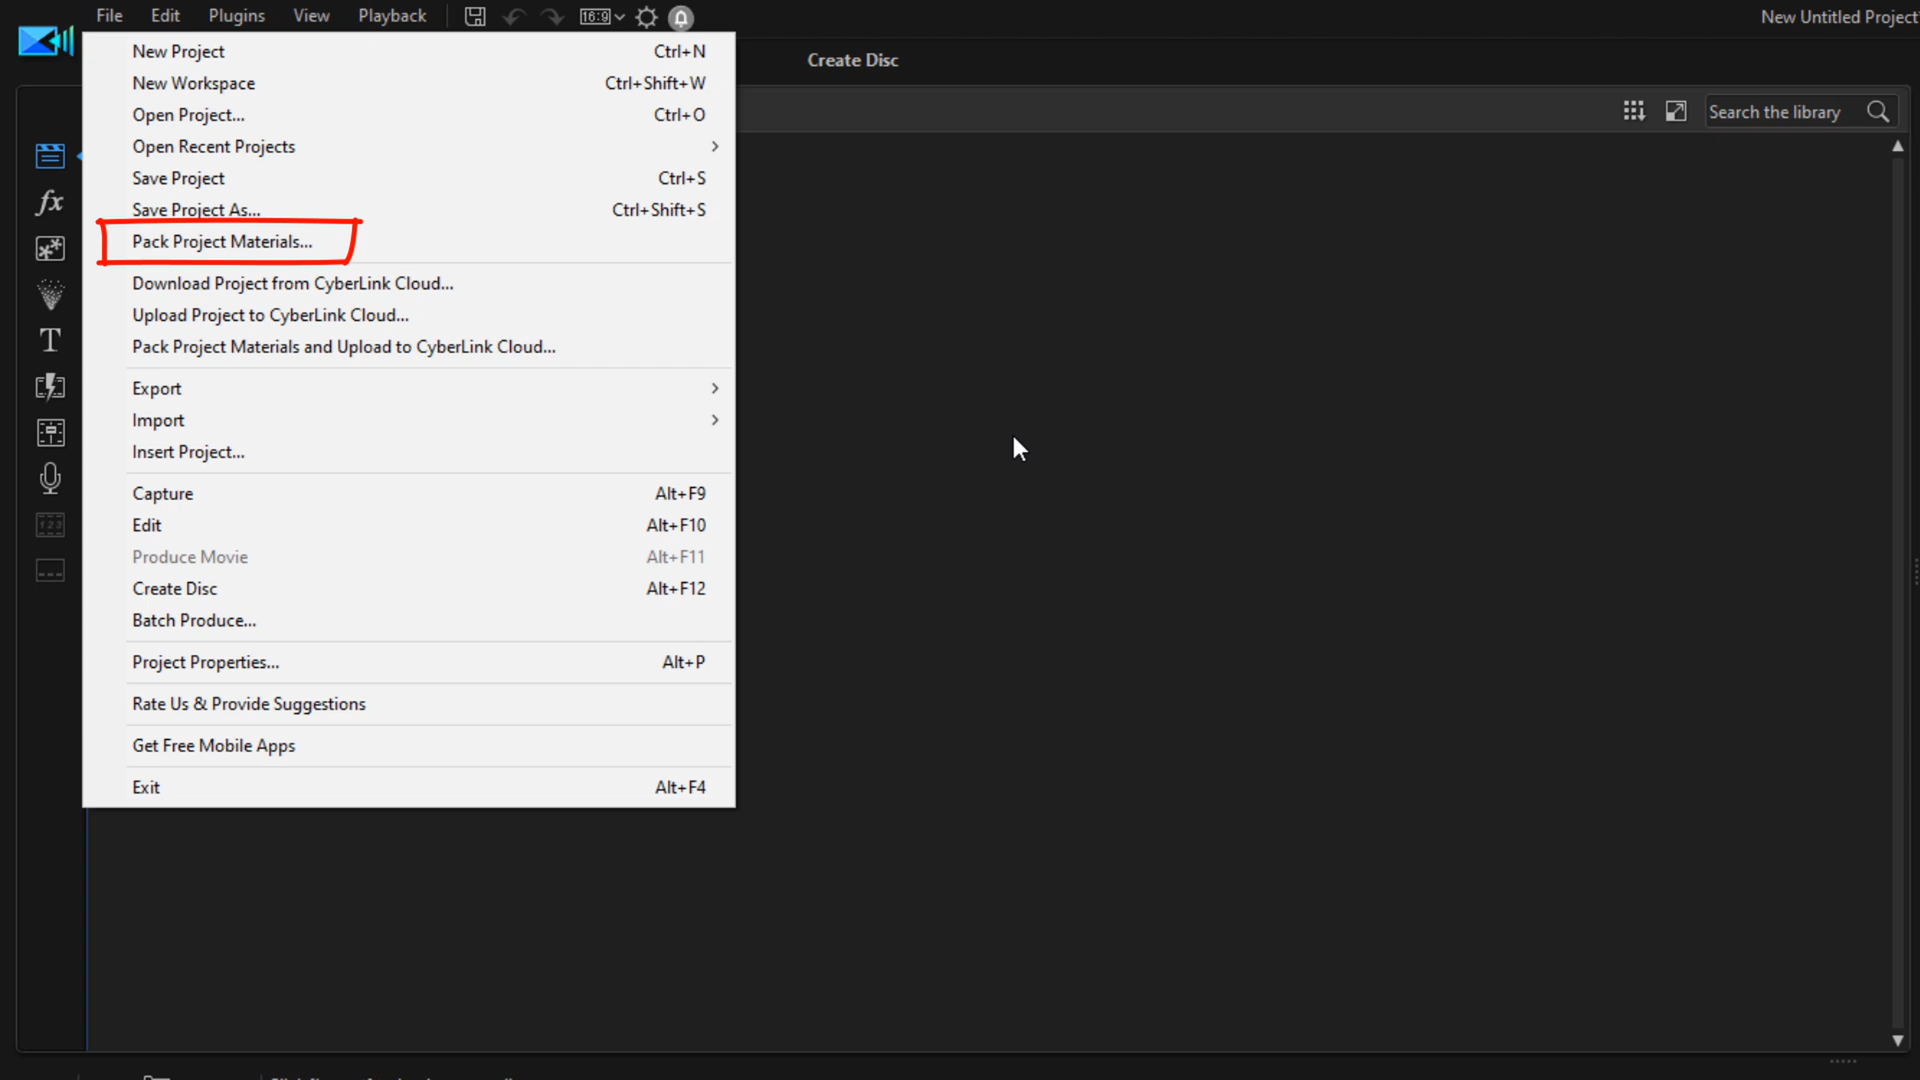 File Edit Plugins View Playback 16:9 New Untitled Project
New Project Ctrl+N
New Workspace Ctrl+Shift+W
Create Disc
Open Project... Ctrl+O
Search the library
Open Recent Projects
Save Project Ctrl+S
Save Project As... Ctrl+Shift+S
Pack Project Materials...
Download Project from CyberLink Cloud...
Upload Project to CyberLink Cloud...
Pack Project Materials and Upload to CyberLink Cloud...
Export
Import
Insert Project...
Capture Alt+F9
Edit Alt+F10
Produce Movie Alt+F11
Create Disc Alt+F12
Batch Produce...
Project Properties... Alt+P
Rate Us & Provide Suggestions
Get Free Mobile Apps
Exit Alt+F4